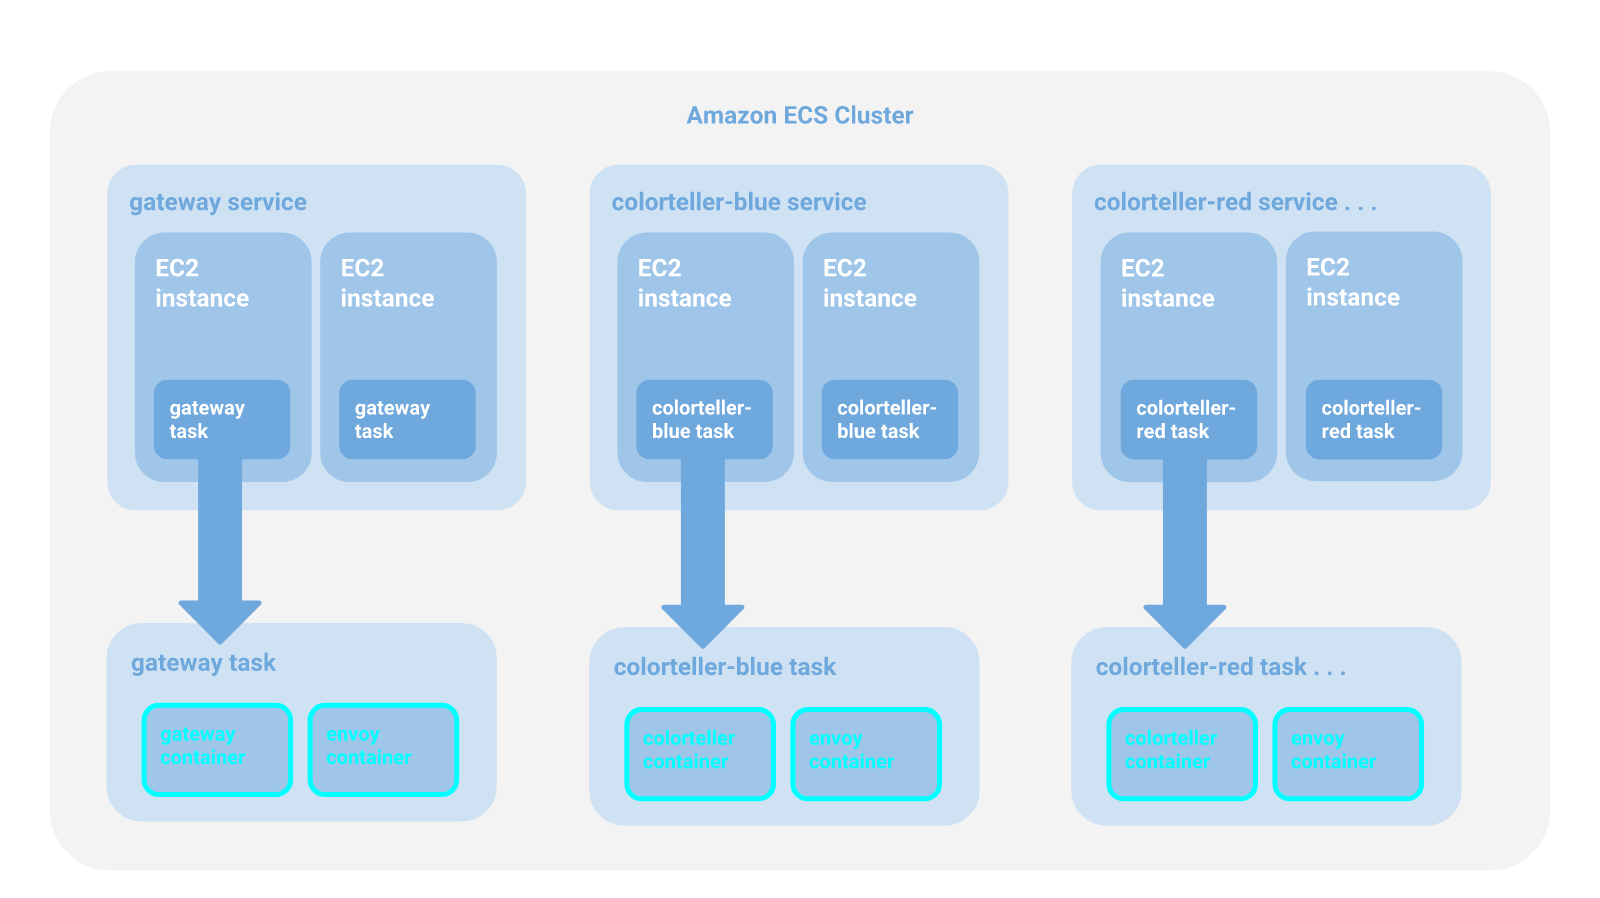 Amazon ECS Cluster
gateway service
EC2
instance
gateway
task
EC2
instance
gateway
task
colorteller-blue service
EC2
instance
colorteller-
blue task
EC2
instance
colorteller-
blue task
colorteller-red service . . .
EC2
instance
colorteller-
red task
EC2
instance
colorteller-
red task
gateway task
gateway
container
envoy
container
colorteller-blue task
colorteller
container
envoy
container
colorteller-red task . . .
colorteller
container
envoy
container